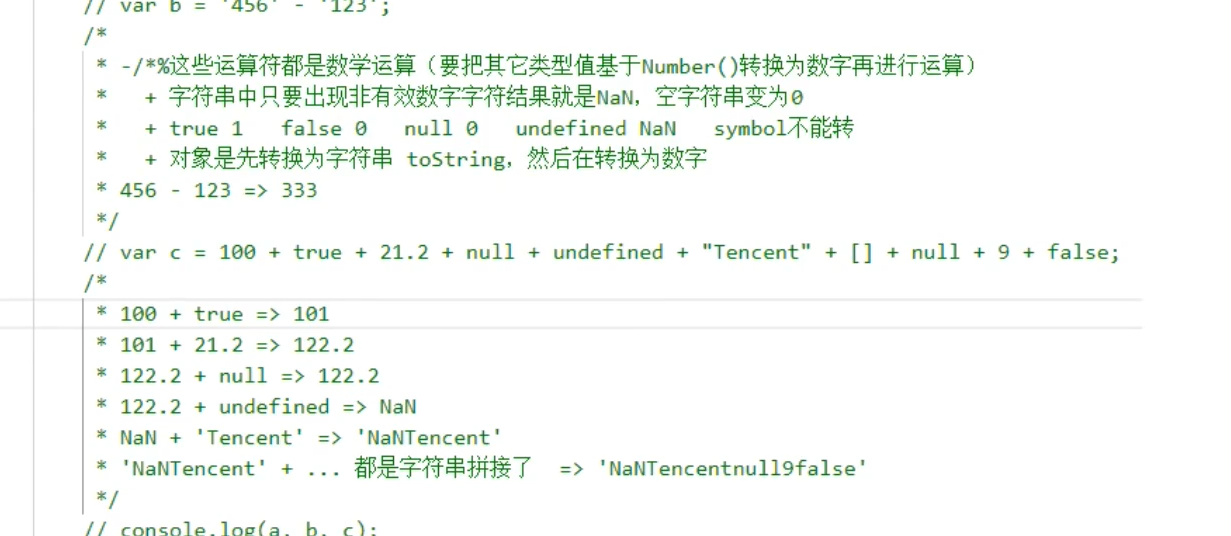 // var b = '456' - '123';
/*
* -/*%这些运算符都是数学运算（要把其它类型值基于Number()转换为数字再进行运算）
* + 字符串中只要出现非有效数字字符结果就是NaN，空字符串变为0
* + true 1 false 0 null 0 undefined NaN symbol不能转
* + 对象是先转换为字符串 toString，然后在转换为数字
* 456 - 123 => 333
*/
// var c = 100 + true + 21.2 + null + undefined + "Tencent" + [] + null + 9 + false;
/*
* 100 + true => 101
* 101 + 21.2 => 122.2
* 122.2 + null => 122.2
* 122.2 + undefined => NaN
* NaN + 'Tencent' => 'NaNTencent'
* 'NaNTencent' + ... 都是字符串拼接了 => 'NaNTencentnull9false'
*/
// console.log(a, b, c);